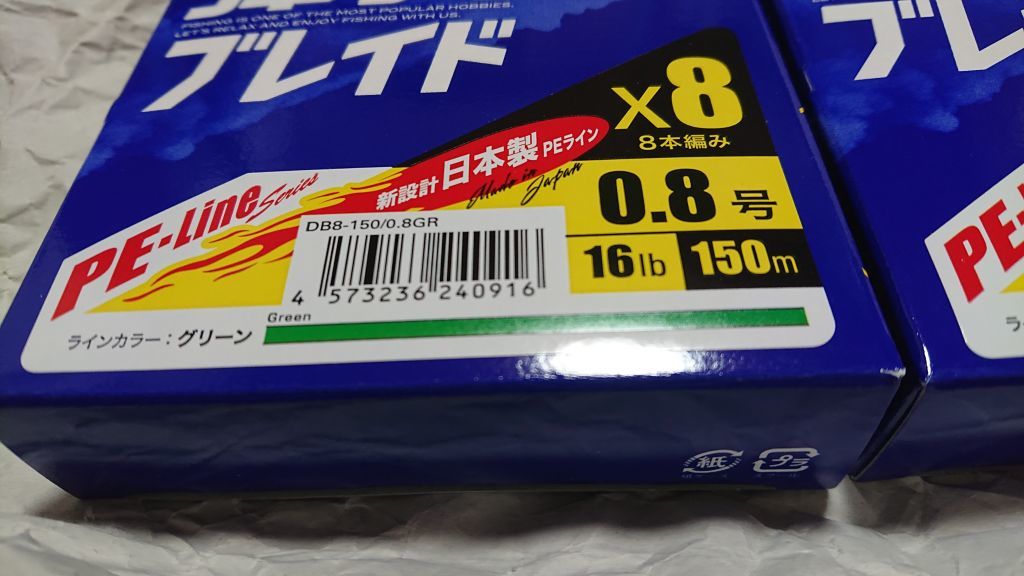 FISHING IS ONE OF THE MOST POPULAR HOBBIES.
LET'S RELAX AND ENJOY FISHING WITH US.
ブレイド
X8
8本編み
新設計 日本製 PEライン
Made in Japan
PE-Line Series
0.8号
16lb 150m
DB8-150/0.8GR
4 573236 240916
Green
ラインカラー：グリーン
紙 プラ
ブレ
PE-
ラ